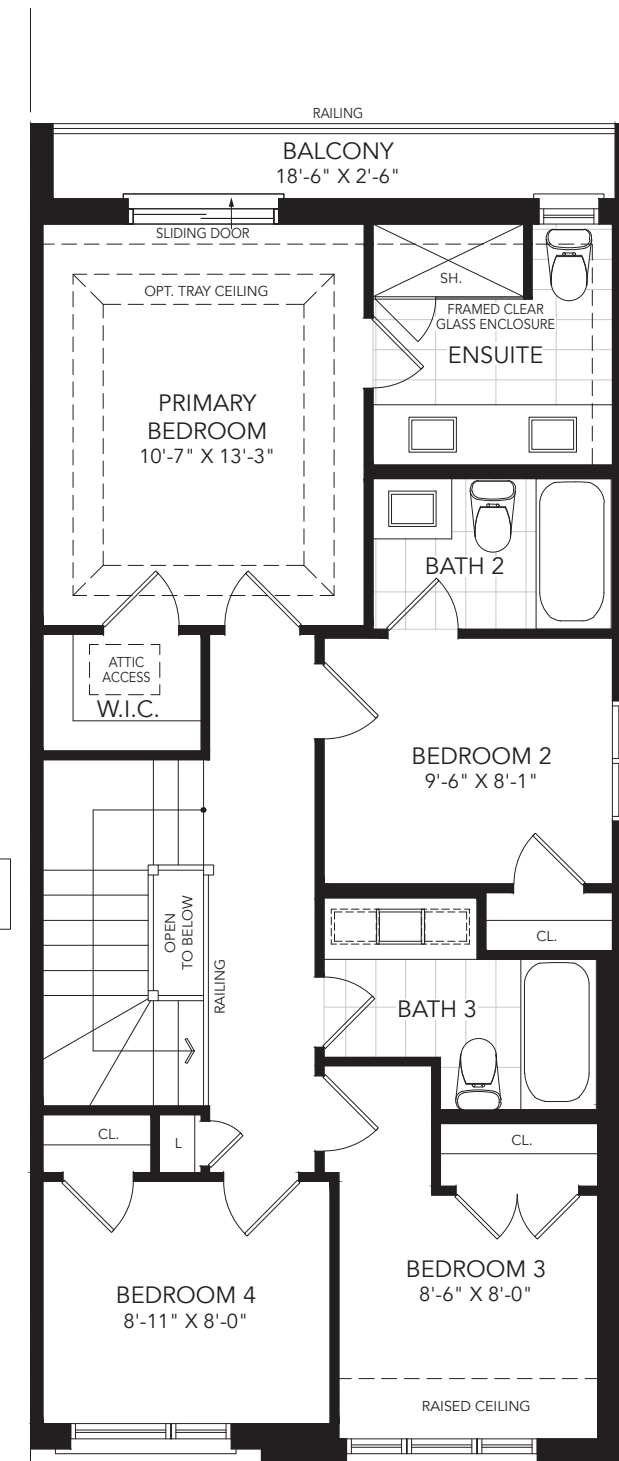 RAILING
BALCONY
18'-6" X 2'-6"
SLIDING DOOR
OPT. TRAY CEILING
SH.
FRAMED CLEAR
GLASS ENCLOSURE
ENSUITE
PRIMARY
BEDROOM
10'-7" X 13'-3"
BATH 2
ATTIC
ACCESS
W.I.C.
BEDROOM 2
9'-6" X 8'-1"
OPEN
TO BELOW
RAILING
CL.
BATH 3
CL.
L
CL.
BEDROOM 3
8'-6" X 8'-0"
BEDROOM 4
8'-11" X 8'-0"
RAISED CEILING